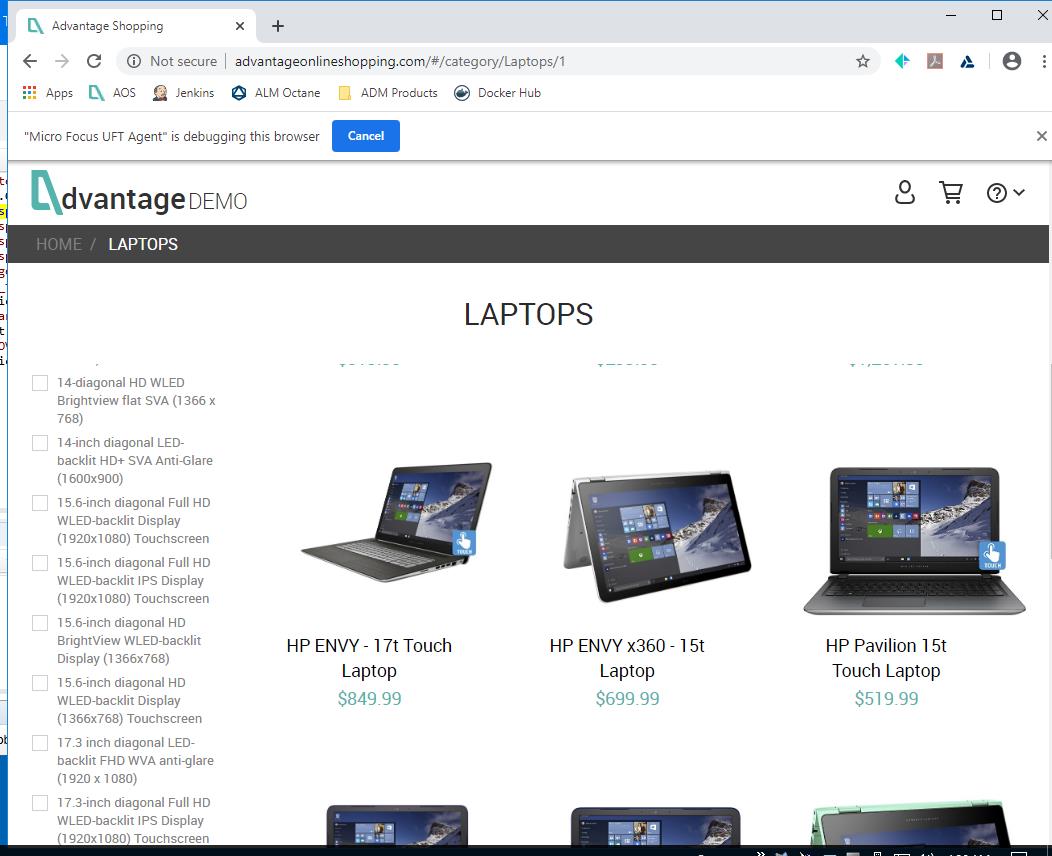 Advantage Shopping
Not secure
advantageonlineshopping.com/#/category/Laptops/1
Apps
AOS
Jenkins
ALM Octane
ADM Products
Docker Hub
"Micro Focus UFT Agent" is debugging this browser
Cancel
dvantage DEMO
HOME / LAPTOPS
LAPTOPS
14-diagonal HD WLED
Brightview flat SVA (1366 x
768)
14-inch diagonal LED-
backlit HD+ SVA Anti-Glare
(1600x900)
15.6-inch diagonal Full HD
WLED-backlit Display
(1920x1080) Touchscreen
15.6-inch diagonal Full HD
WLED-backlit IPS Display
(1920x1080) Touchscreen
15.6-inch diagonal HD
BrightView WLED-backlit
Display (1366x768)
15.6-inch diagonal HD
WLED-backlit Display
(1366x768) Touchscreen
17.3 inch diagonal LED-
backlit FHD WVA anti-glare
(1920 x 1080)
17.3-inch diagonal Full HD
WLED-backlit IPS Display
(1920x1080) Touchscreen
TOUCH
HP ENVY - 17t Touch
Laptop
$849.99
HP ENVY x360 - 15t
Laptop
$699.99
TOUCH
HP Pavilion 15t
Touch Laptop
$519.99